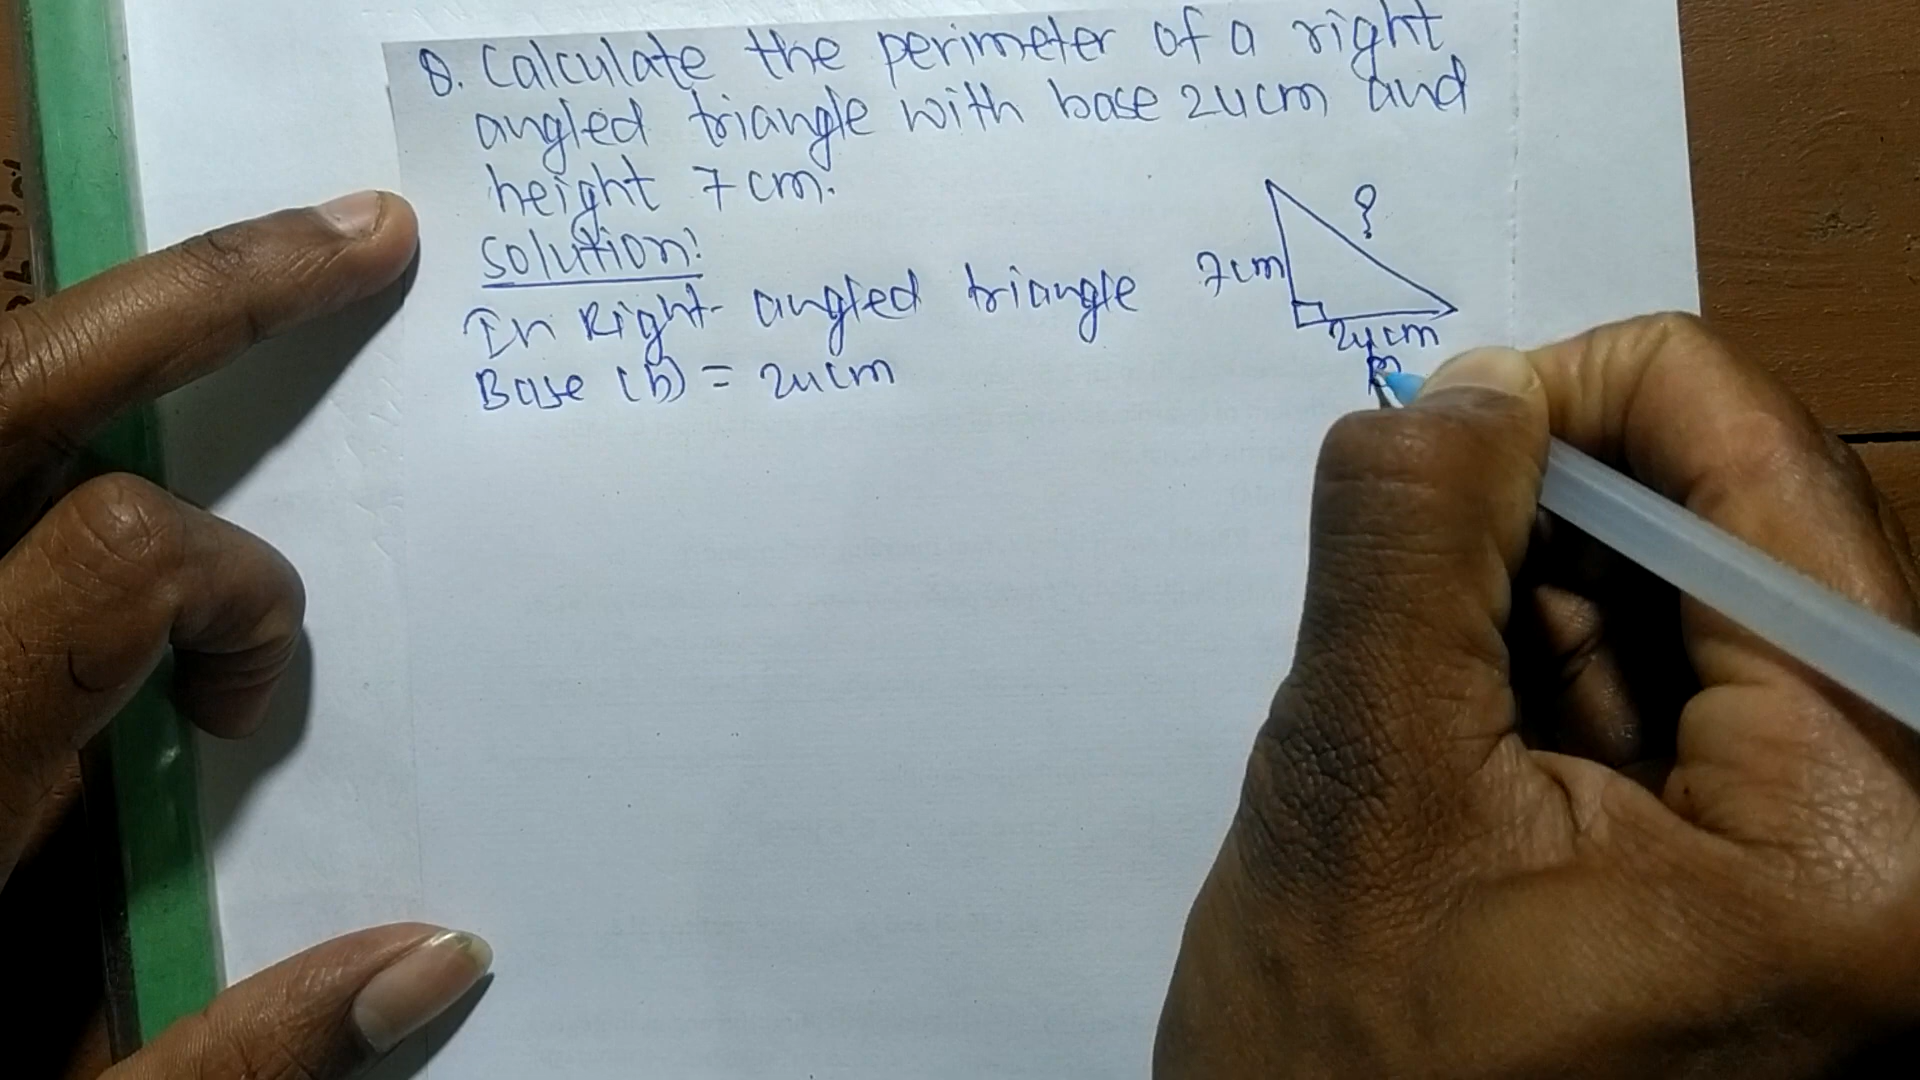 Q. Calculate the perimeter of a right
angled triangle with base 24cm and
height 7cm.
Solution:
In Right-angled triangle
Base (b) = 24cm
?
7cm
24cm